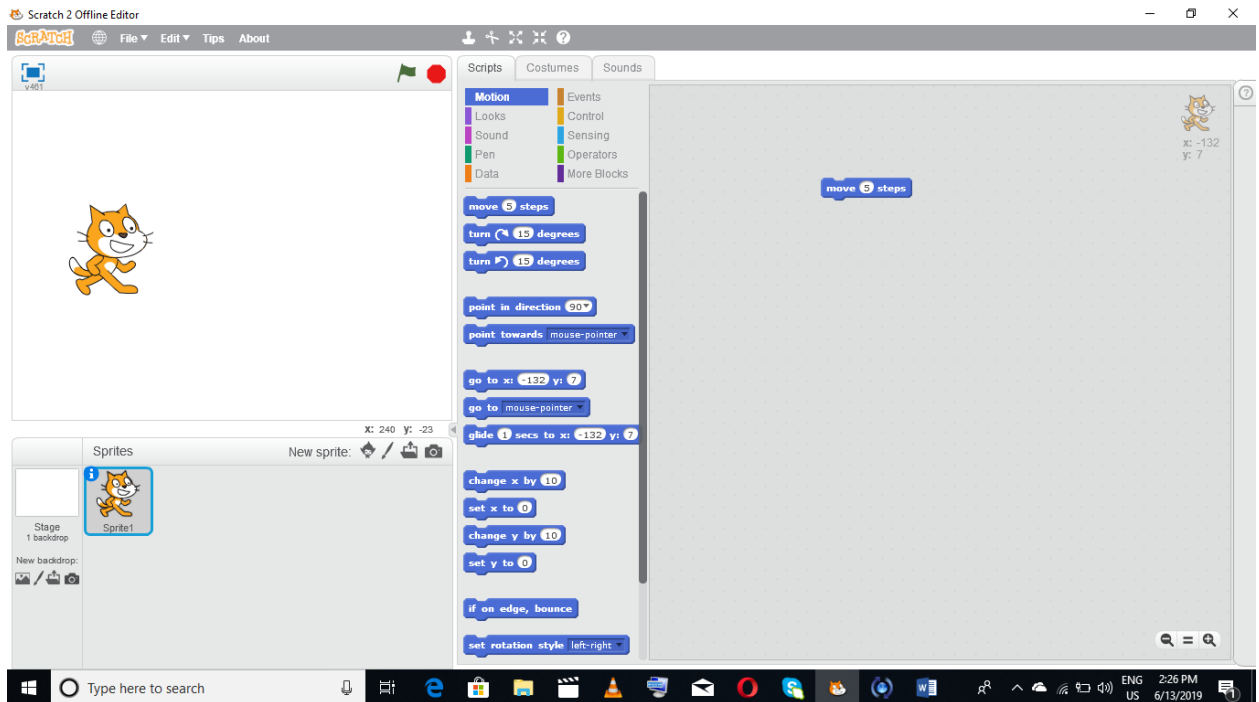 Scratch 2 Offline Editor
SCRATCH File Edit Tips About
v461
Scripts Costumes Sounds
Motion Events
Looks Control
Sound Sensing
Pen Operators
Data More Blocks
move 5 steps
turn 15 degrees
turn 15 degrees
point in direction 90
point towards mouse-pointer
go to x: -132 y: 7
go to mouse-pointer
glide 1 secs to x: -132 y: 7
change x by 10
set x to 0
change y by 10
set y to 0
if on edge, bounce
set rotation style left-right
move 5 steps
x: -132
y: 7
x: 240 y: -23
Sprites New sprite:
Stage
1 backdrop
New backdrop:
Sprite1
Type here to search
ENG
US
2:26 PM
6/13/2019
1